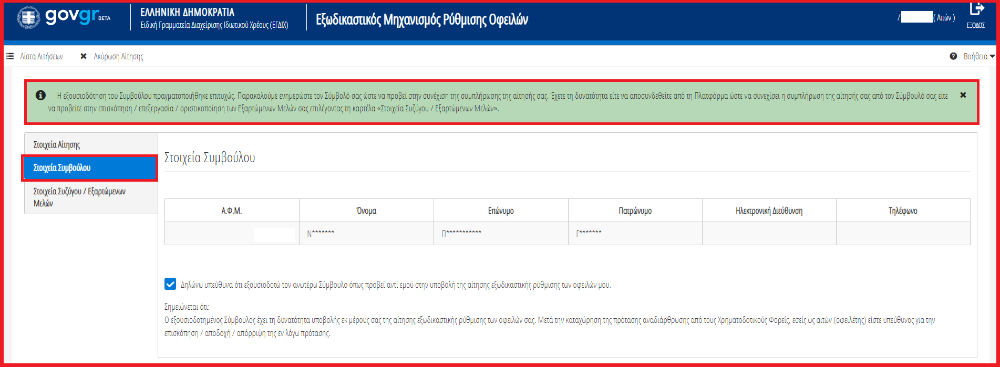 govgr BETA
ΕΛΛΗΝΙΚΗ ΔΗΜΟΚΡΑΤΙΑ
Ειδική Γραμματεία Διαχείρισης Ιδιωτικού Χρέους (ΕΓΔΙΧ)
Εξωδικαστικός Μηχανισμός Ρύθμισης Οφειλών
/ ( Αιτών )
ΕΞΟΔΟΣ
Λίστα Αιτήσεων
Ακύρωση Αίτησης
Βοήθεια
Η εξουσιοδότηση του Συμβούλου πραγματοποιήθηκε επιτυχώς. Παρακαλούμε ενημερώστε τον Σύμβολό σας ώστε να προβεί στην συνέχιση της συμπλήρωσης της αίτησής σας. Έχετε τη δυνατότητα είτε να αποσυνδεθείτε από τη Πλατφόρμα ώστε να συνεχίσει η συμπλήρωση της αίτησής σας από τον Σύμβουλό σας είτε
να προβείτε στην επισκόπηση / επεξεργασία / οριστικοποίηση των Εξαρτώμενων Μελών σας επιλέγοντας τη καρτέλα «Στοιχεία Συζύγου / Εξαρτώμενων Μελών».
Στοιχεία Αίτησης
Στοιχεία Συμβούλου
Στοιχεία Συζύγου / Εξαρτώμενων
Μελών
Στοιχεία Συμβούλου
Α.Φ.Μ. Όνομα Επώνυμο Πατρώνυμο Ηλεκτρονική Διεύθυνση Τηλέφωνο
Ν******* Π*********** Γ*******
Δηλώνω υπεύθυνα ότι εξουσιοδοτώ τον ανωτέρω Σύμβουλο όπως προβεί αντί εμού στην υποβολή της αίτησης εξωδικαστικής ρύθμισης των οφειλών μου.
Σημειώνεται ότι:
Ο εξουσιοδοτημένος Σύμβουλος έχει τη δυνατότητα υποβολής εκ μέρους σας της αίτησης εξωδικαστικής ρύθμισης των οφειλών σας. Μετά την καταχώρηση της πρότασης αναδιάρθρωσης από τους Χρηματοδοτικούς Φορείς, εσείς ως αιτών (οφειλέτης) είστε υπεύθυνος για την
επισκόπηση / αποδοχή / απόρριψη της εν λόγω πρότασης.